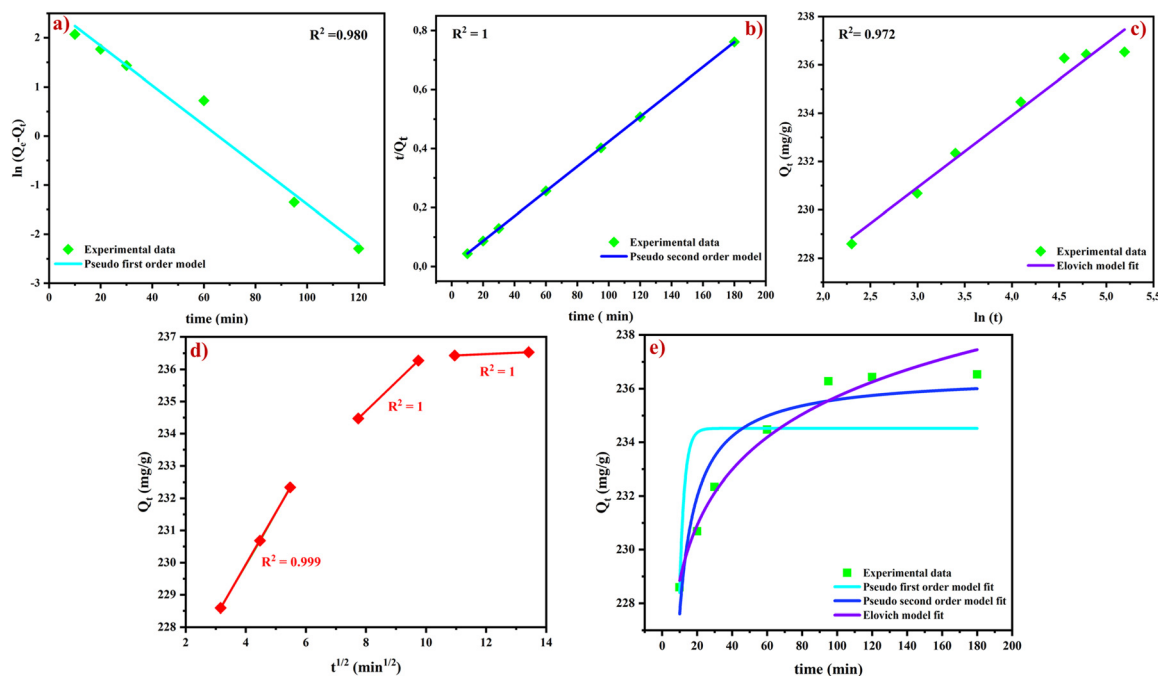 a)
R² =0.980
ln (Qₑ-Qₜ)
2
1
0
-1
-2
-3
0 20 40 60 80 100 120
time (min)
Experimental data
Pseudo first order model
b)
R² = 1
t/Qₜ
0,8
0,6
0,4
0,2
0,0
0 20 40 60 80 100 120 140 160 180 200
time ( min)
Experimental data
Pseudo second order model
c)
R²= 0.972
Qₜ (mg/g)
238
236
234
232
230
228
2,0 2,5 3,0 3,5 4,0 4,5 5,0 5,5
ln (t)
Experimental data
Elovich model fit
d)
Qₜ (mg/g)
237
236
235
234
233
232
231
230
229
228
2 4 6 8 10 12 14
t^1/2 (min^1/2)
R² = 0.999
R² = 1
R² = 1
e)
Qₜ (mg/g)
238
236
234
232
230
228
0 20 40 60 80 100 120 140 160 180 200
time (min)
Experimental data
Pseudo first order model fit
Pseudo second order model fit
Elovich model fit